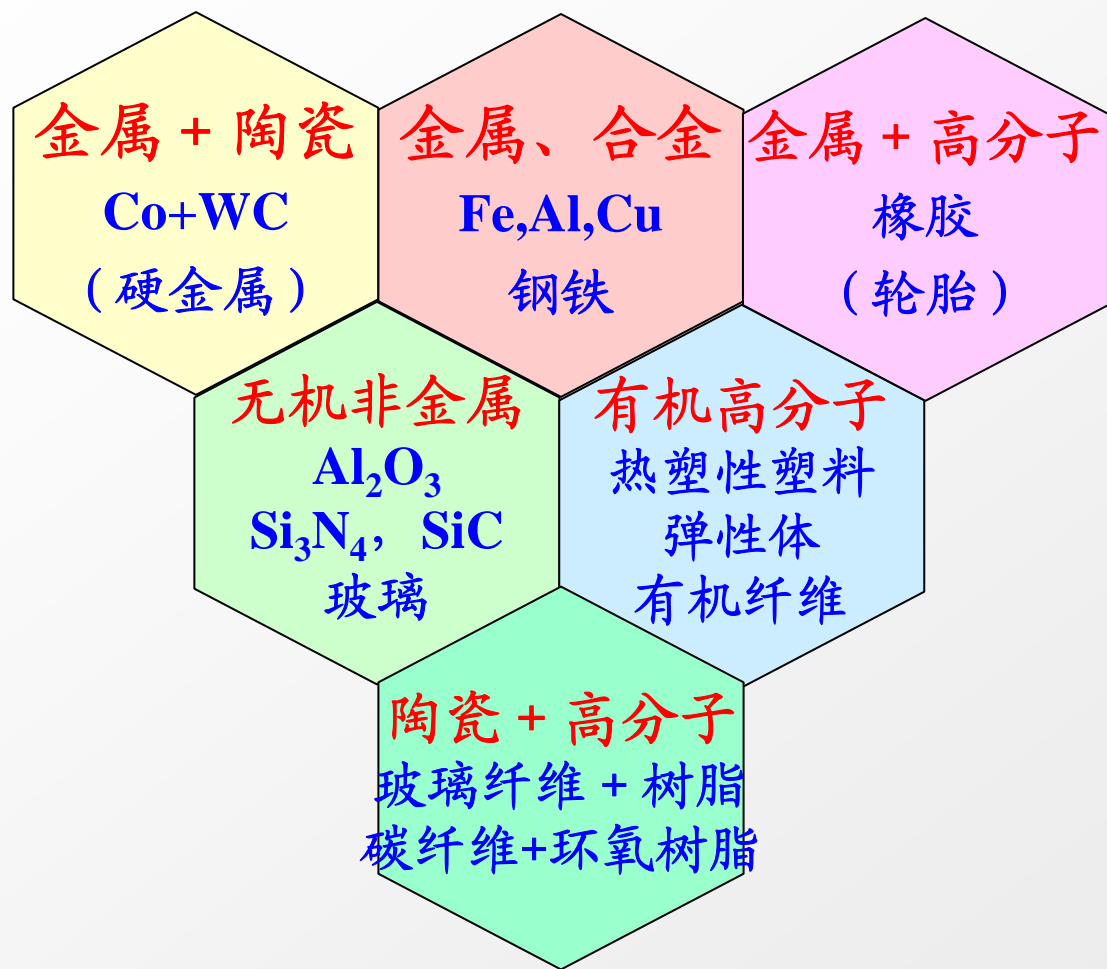 金属 + 陶瓷
Co+WC
（硬金属）
金属、合金
Fe,Al,Cu
钢铁
金属 + 高分子
橡胶
（轮胎）
无机非金属
Al₂O₃
Si₃N₄，SiC
玻璃
有机高分子
热塑性塑料
弹性体
有机纤维
陶瓷 + 高分子
玻璃纤维 + 树脂
碳纤维+环氧树脂